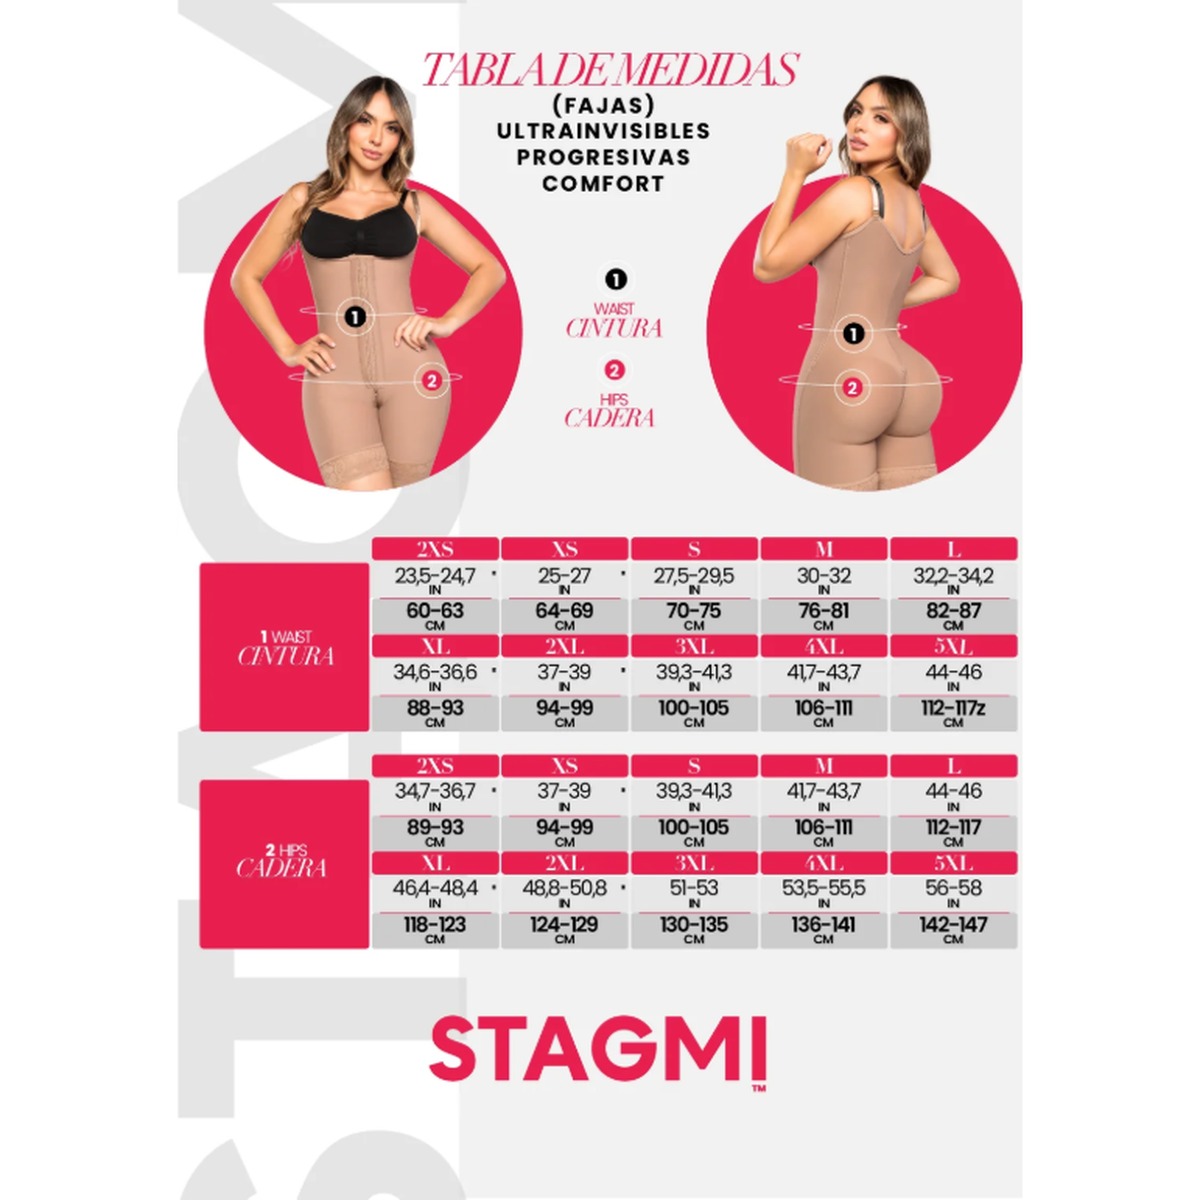 TABLA DE MEDIDAS
(FAJAS)
ULTRAINVISIBLES
PROGRESIVAS
COMFORT
1
WAIST
CINTURA
2
HIPS
CADERA
1
2
1
2
2XS XS S M L
23,5-24,7 * 25-27 * 27,5-29,5 30-32 32,2-34,2
IN IN IN IN IN
60-63 64-69 70-75 76-81 82-87
CM CM CM CM CM
1 WAIST
CINTURA
XL 2XL 3XL 4XL 5XL
34,6-36,6 * 37-39 * 39,3-41,3 41,7-43,7 44-46
IN IN IN IN IN
88-93 94-99 100-105 106-111 112-117z
CM CM CM CM CM
2XS XS S M L
34,7-36,7 * 37-39 * 39,3-41,3 41,7-43,7 44-46
IN IN IN IN IN
89-93 94-99 100-105 106-111 112-117
CM CM CM CM CM
2 HIPS
CADERA
XL 2XL 3XL 4XL 5XL
46,4-48,4 * 48,8-50,8 * 51-53 53,5-55,5 56-58
IN IN IN IN IN
118-123 124-129 130-135 136-141 142-147
CM CM CM CM CM
STAGMI
TM